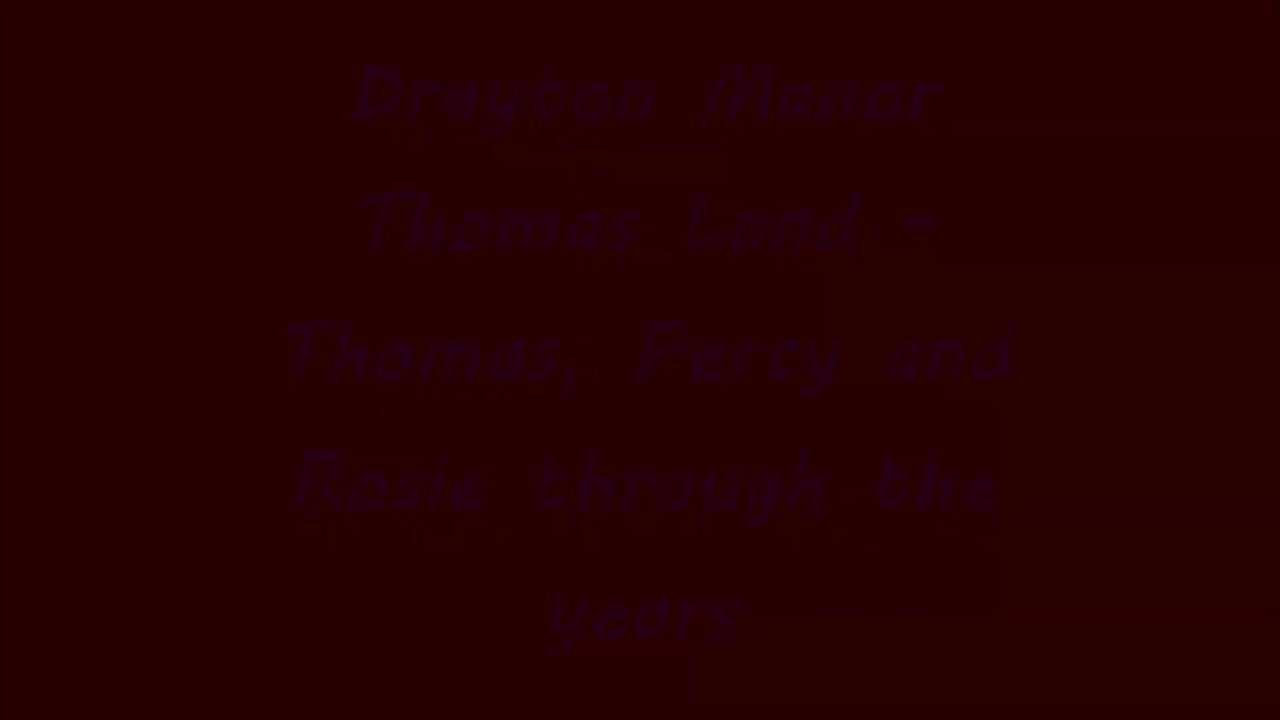 Drayton Manor
Thomas Land -
Thomas, Percy and
Rosie through the
years